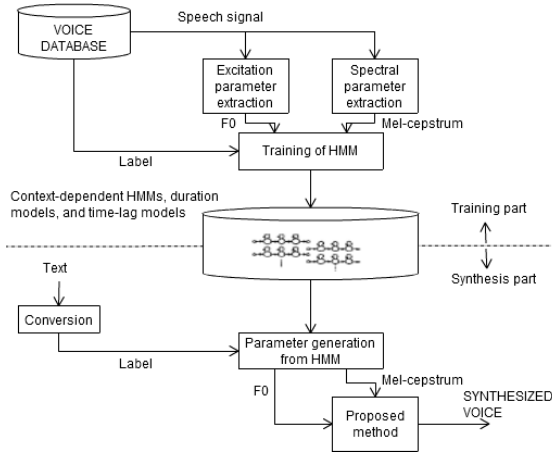 Speech signal
VOICE
DATABASE
Excitation
parameter
extraction
Spectral
parameter
extraction
F0
Mel-cepstrum
Label
Training of HMM
Context-dependent HMMs, duration
models, and time-lag models
Training part
Synthesis part
Text
Conversion
Label
Parameter generation
from HMM
F0
Mel-cepstrum
Proposed
method
SYNTHESIZED
VOICE